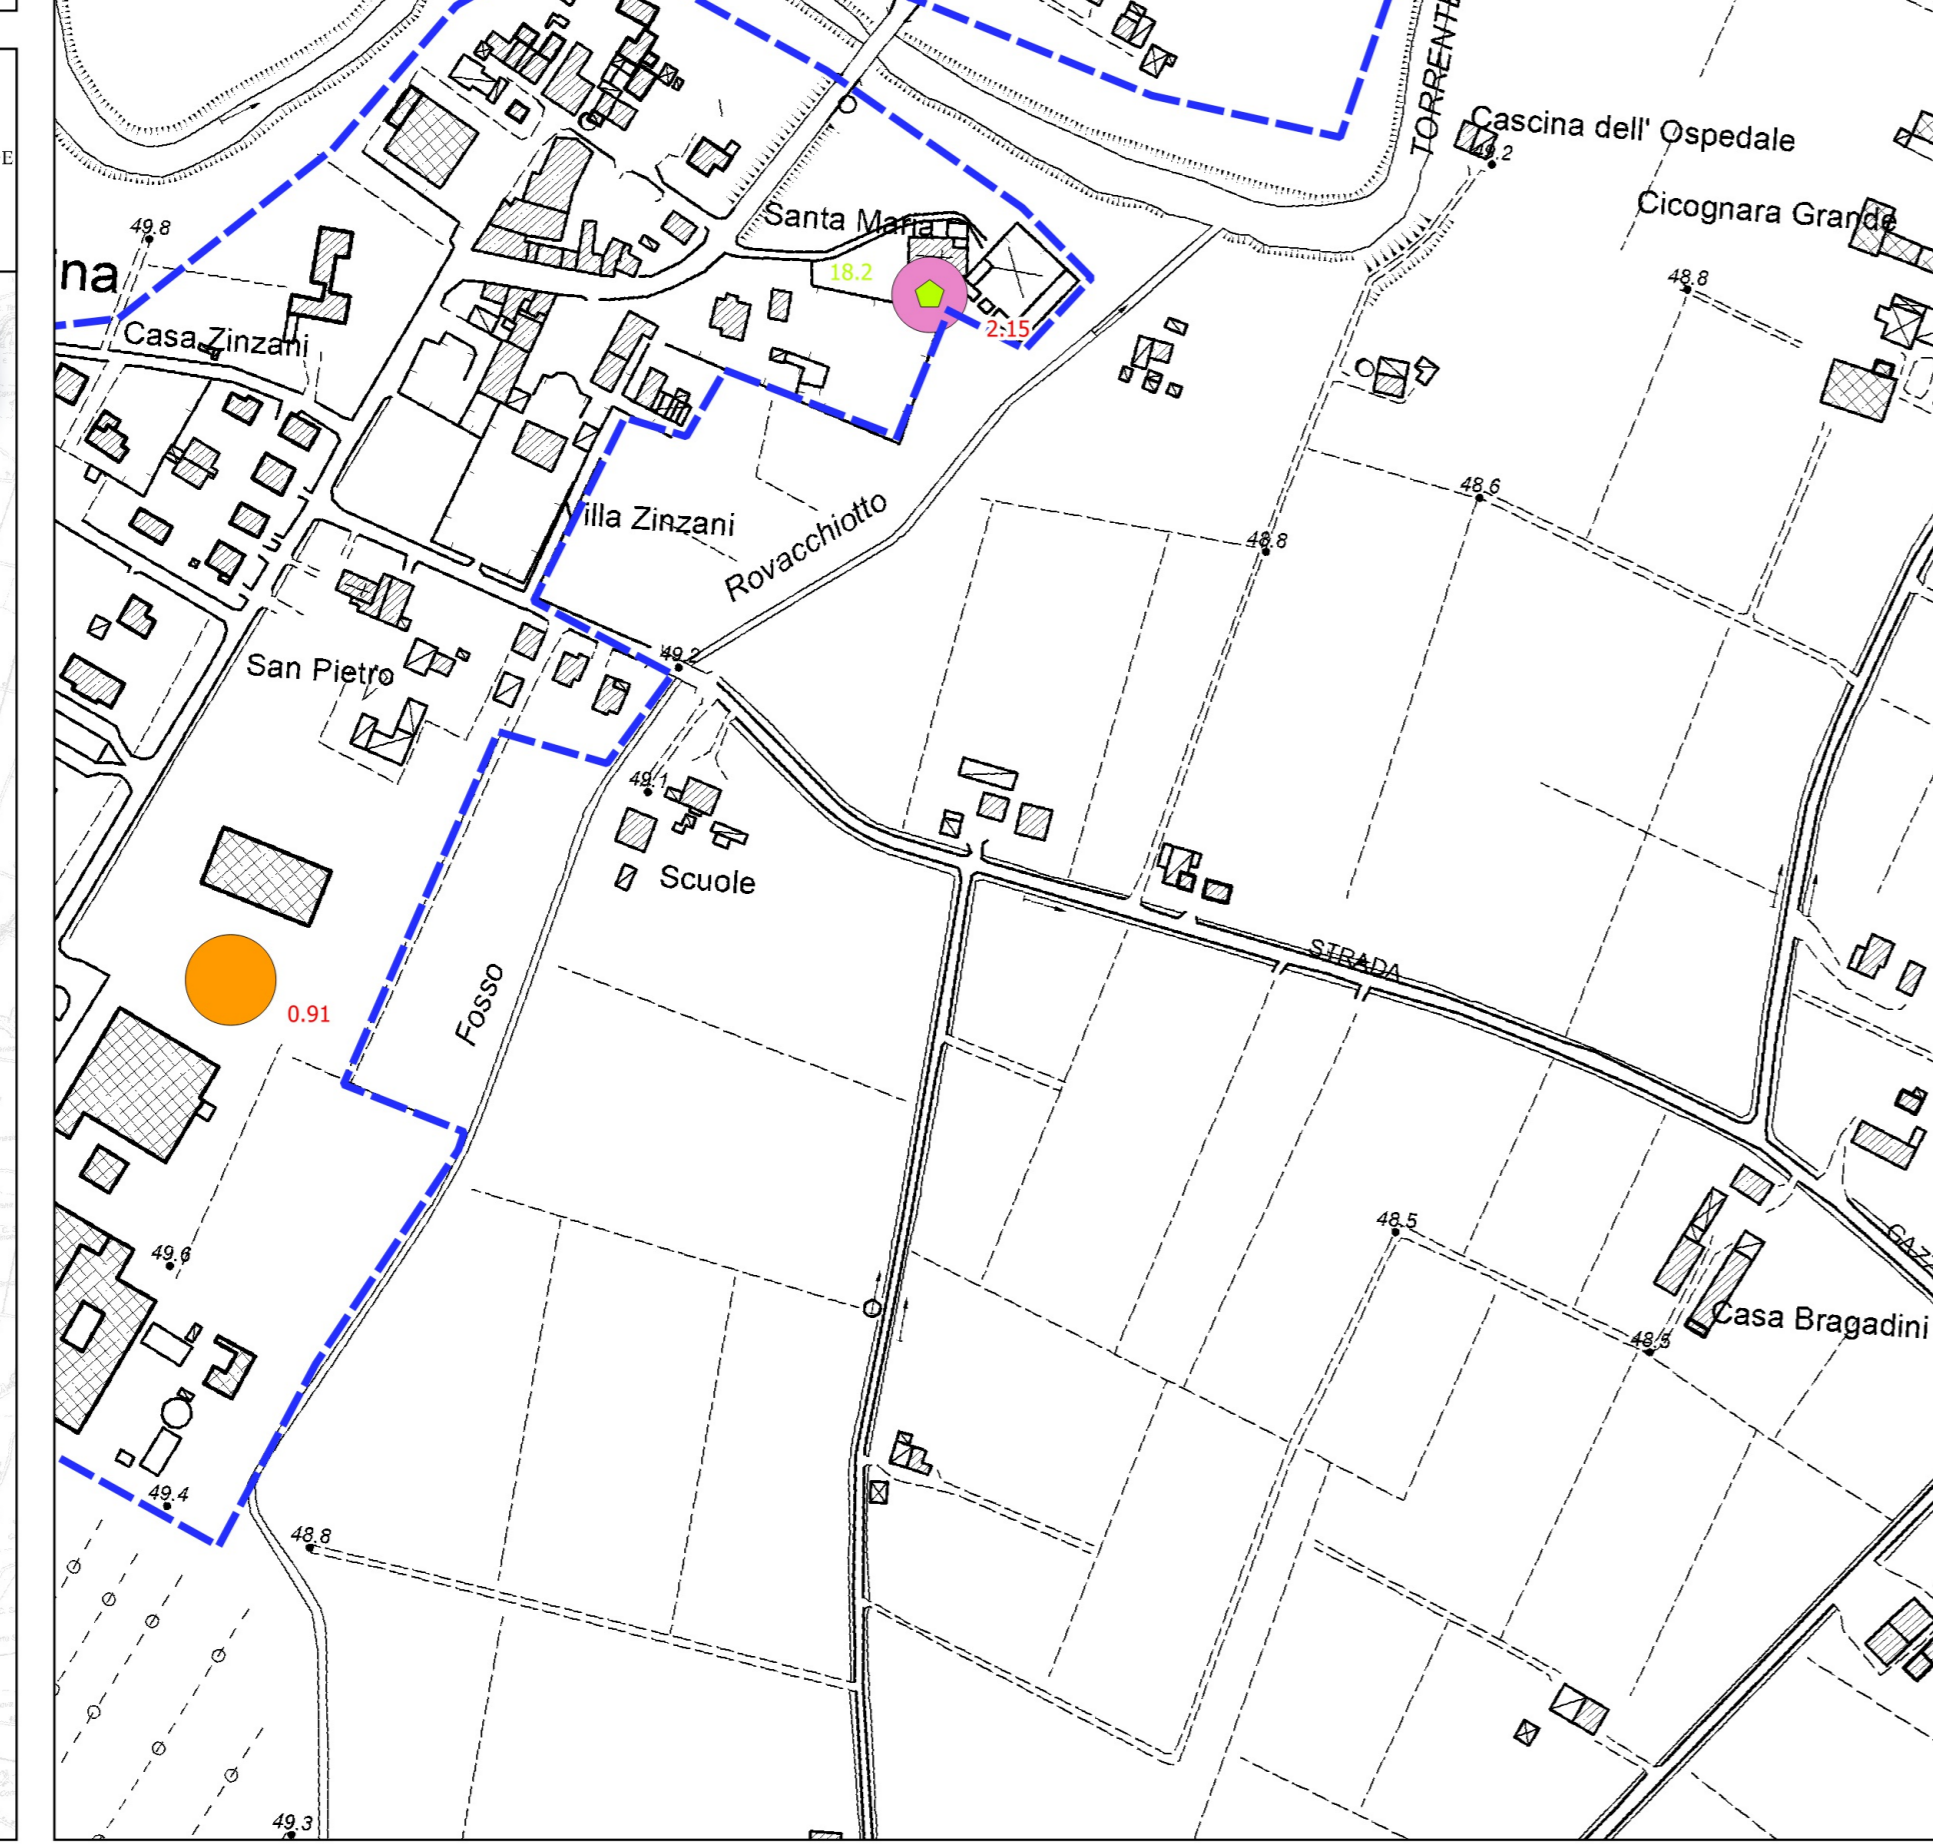 E
TORRENTE
Cascina dell' Ospedale
49.2
Cicognara Grande
49.8
Santa Maria
18.2
ina
48.8
2.15
Casa Zinzani
48.6
Villa Zinzani
Rovacchiotto
48.8
49.2
San Pietro
49.1
Scuole
STRADA
Fosso
0.91
48.5
49.6
Casa Bragadini
48.5
49.4
48.8
49.3